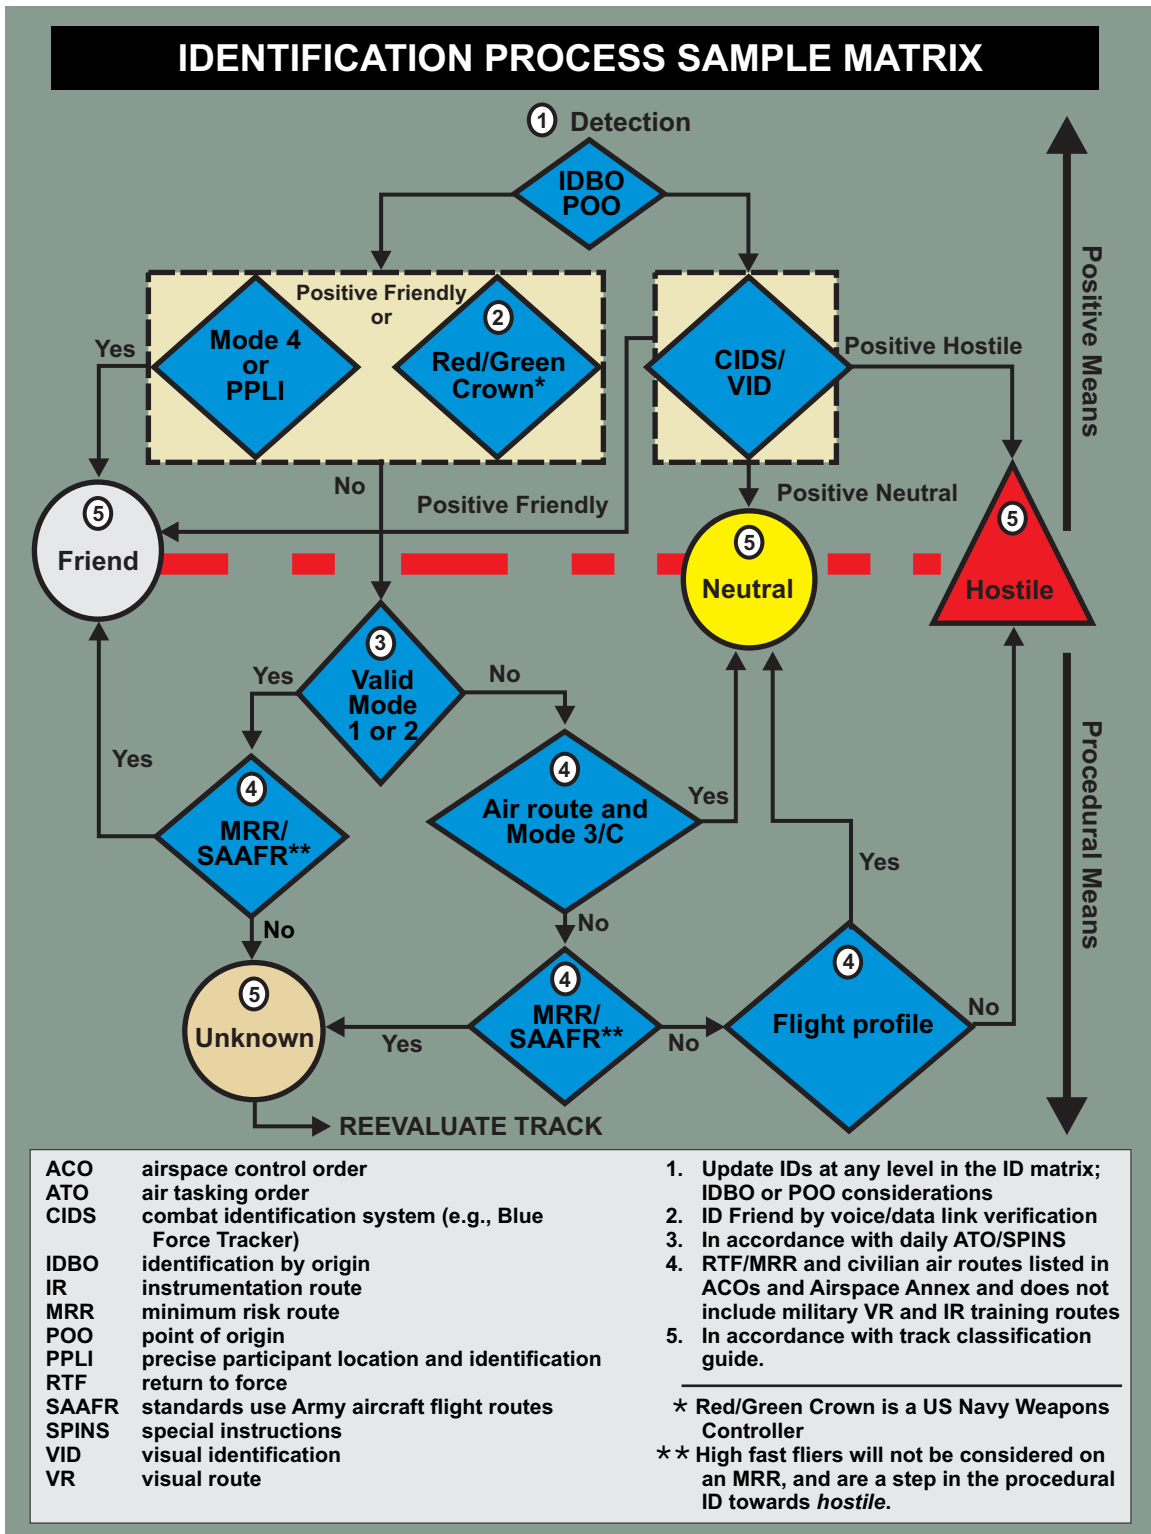 IDENTIFICATION PROCESS SAMPLE MATRIX
1 Detection
IDBO
POO
Positive Friendly
or
Mode 4
or
PPLI
2
Red/Green
Crown*
CIDS/
VID
Yes
Positive Hostile
Positive Means
No
Positive Friendly
Positive Neutral
5
Friend
5
Neutral
5
Hostile
3
Valid
Mode
1 or 2
Yes
No
Yes
4
MRR/
SAAFR**
4
Air route and
Mode 3/C
Yes
Procedural Means
Yes
No
No
5
Unknown
4
MRR/
SAAFR**
4
Flight profile
Yes
No
No
REEVALUATE TRACK
ACO airspace control order
ATO air tasking order
CIDS combat identification system (e.g., Blue
Force Tracker)
IDBO identification by origin
IR instrumentation route
MRR minimum risk route
POO point of origin
PPLI precise participant location and identification
RTF return to force
SAAFR standards use Army aircraft flight routes
SPINS special instructions
VID visual identification
VR visual route
1. Update IDs at any level in the ID matrix;
IDBO or POO considerations
2. ID Friend by voice/data link verification
3. In accordance with daily ATO/SPINS
4. RTF/MRR and civilian air routes listed in
ACOs and Airspace Annex and does not
include military VR and IR training routes
5. In accordance with track classification
guide.
* Red/Green Crown is a US Navy Weapons
Controller
** High fast fliers will not be considered on
an MRR, and are a step in the procedural
ID towards hostile.